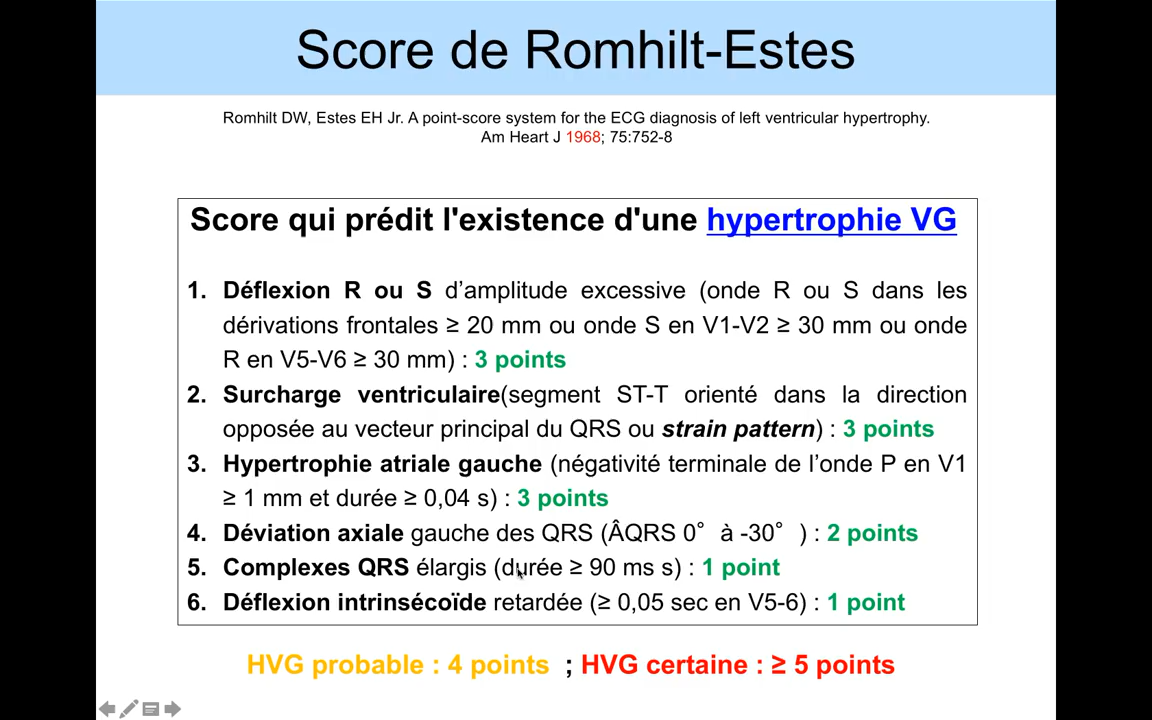 Score de Romhilt-Estes
Romhilt DW, Estes EH Jr. A point-score system for the ECG diagnosis of left ventricular hypertrophy.
Am Heart J 1968; 75:752-8
Score qui prédit l'existence d'une hypertrophie VG
1. Déflexion R ou S d’amplitude excessive (onde R ou S dans les
dérivations frontales ≥ 20 mm ou onde S en V1-V2 ≥ 30 mm ou onde
R en V5-V6 ≥ 30 mm) : 3 points
2. Surcharge ventriculaire(segment ST-T orienté dans la direction
opposée au vecteur principal du QRS ou strain pattern) : 3 points
3. Hypertrophie atriale gauche (négativité terminale de l’onde P en V1
≥ 1 mm et durée ≥ 0,04 s) : 3 points
4. Déviation axiale gauche des QRS (ÂQRS 0° à -30° ) : 2 points
5. Complexes QRS élargis (durée ≥ 90 ms s) : 1 point
6. Déflexion intrinsécoïde retardée (≥ 0,05 sec en V5-6) : 1 point
HVG probable : 4 points ; HVG certaine : ≥ 5 points